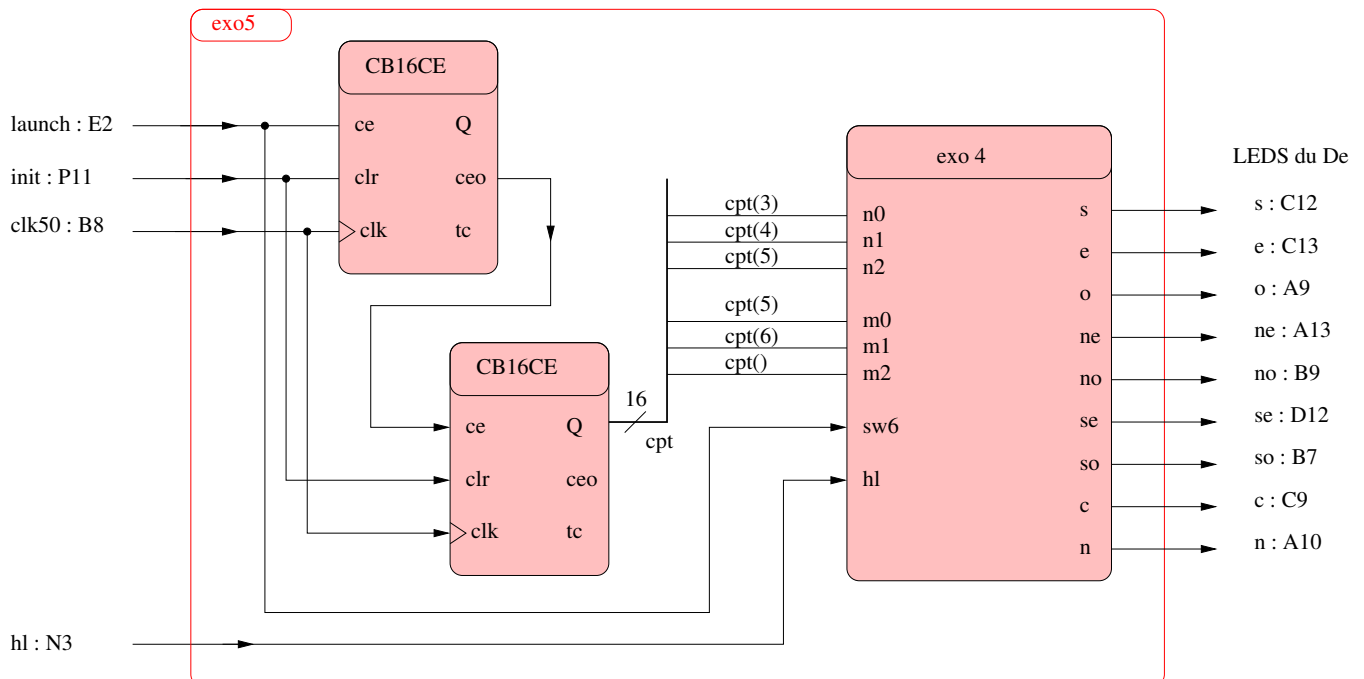 exo5
launch : E2
init : P11
clk50 : B8
hl : N3
CB16CE
ce Q
clr ceo
clk tc
CB16CE
ce Q
clr ceo
clk tc
16
cpt
cpt(3)
cpt(4)
cpt(5)
cpt(5)
cpt(6)
cpt()
exo 4
n0
n1
n2
m0
m1
m2
sw6
hl
s
e
o
ne
no
se
so
c
n
LEDS du De
s : C12
e : C13
o : A9
ne : A13
no : B9
se : D12
so : B7
c : C9
n : A10